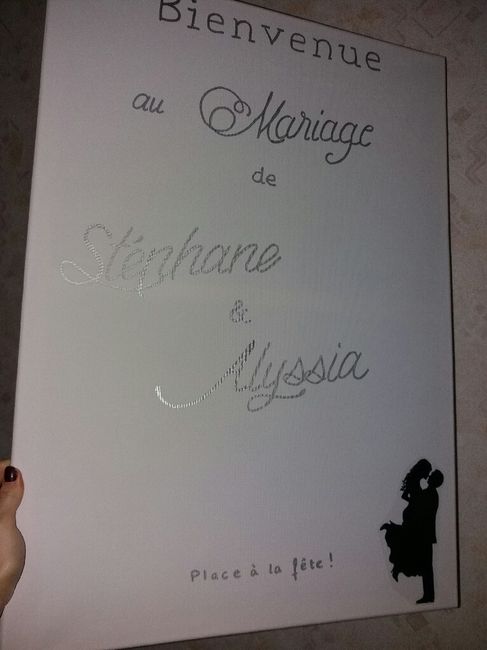 Bienvenue
au Mariage
de
Stéphane
&
Alyssia
Place à la fête!